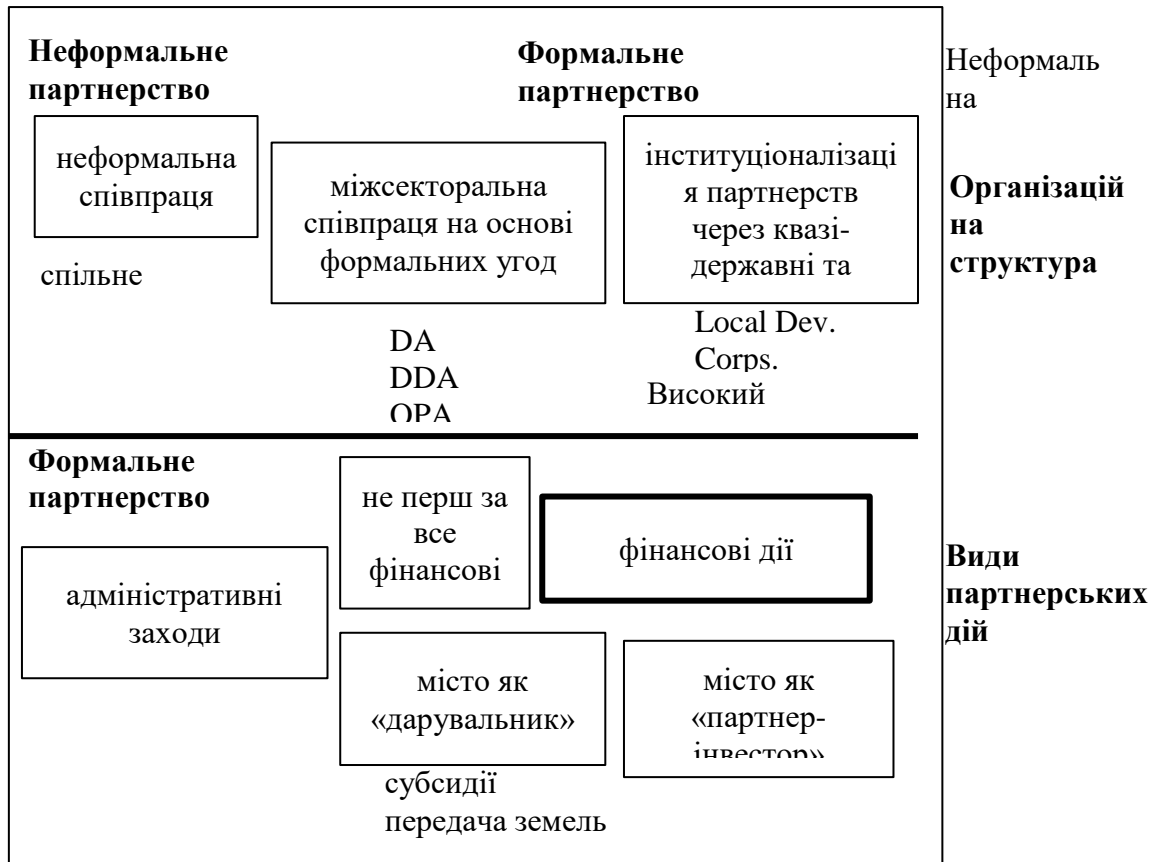 Неформальне
партнерство
Формальне
партнерство
Неформаль
на
неформальна
співпраця
міжсекторальна
співпраця на основі
формальних угод
інституціоналізаці
я партнерств
через квазі-
державні та
Організацій
на
структура
спільне
DA
DDA
OPA
Local Dev.
Corps.
Високий
Формальне
партнерство
не перш за
все
фінансові
фінансові дії
адміністративні
заходи
Види
партнерських
дій
місто як
«дарувальник»
місто як
«партнер-
інвестор»
субсидії
передача земель